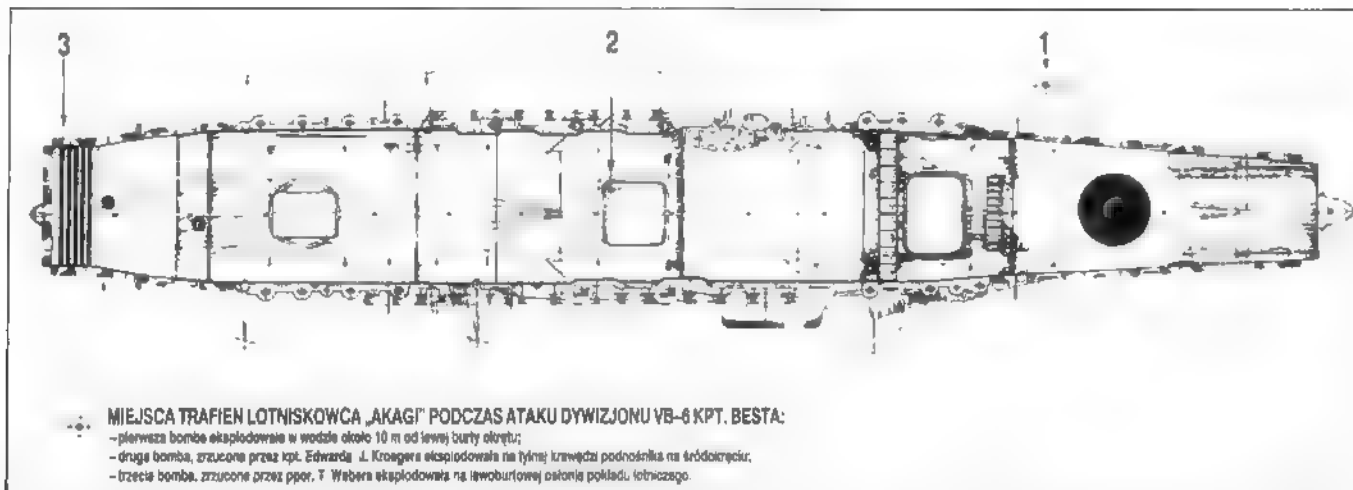 3 2 1
MIEJSCA TRAFIEŃ LOTNISKOWCA „AKAGI” PODCZAS ATAKU DYWIZJONU VB–6 KPT. BESTA:
– pierwsza bomba eksplodowała w wodzie około 10 m od lewej burty okrętu;
– druga bomba, zrzucona przez kpt. Edwarda J. Kroegera eksplodowała na tylnej krawędzi podnośnika na śródokręciu;
– trzecia bomba, zrzucona przez ppor. T Webera eksplodowała na lewoburtowej osłonie pokładu lotniczego.